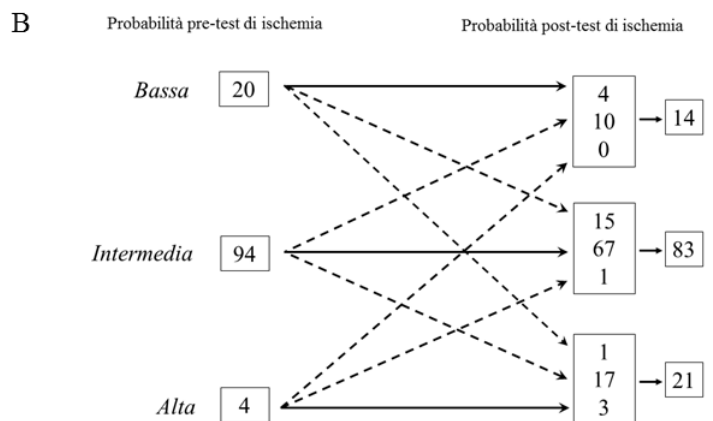 B
Probabilità pre-test di ischemia
Probabilità post-test di ischemia
Bassa 20
4
10 14
0
15
Intermedia 94 67 83
1
1
17 21
Alta 4 3